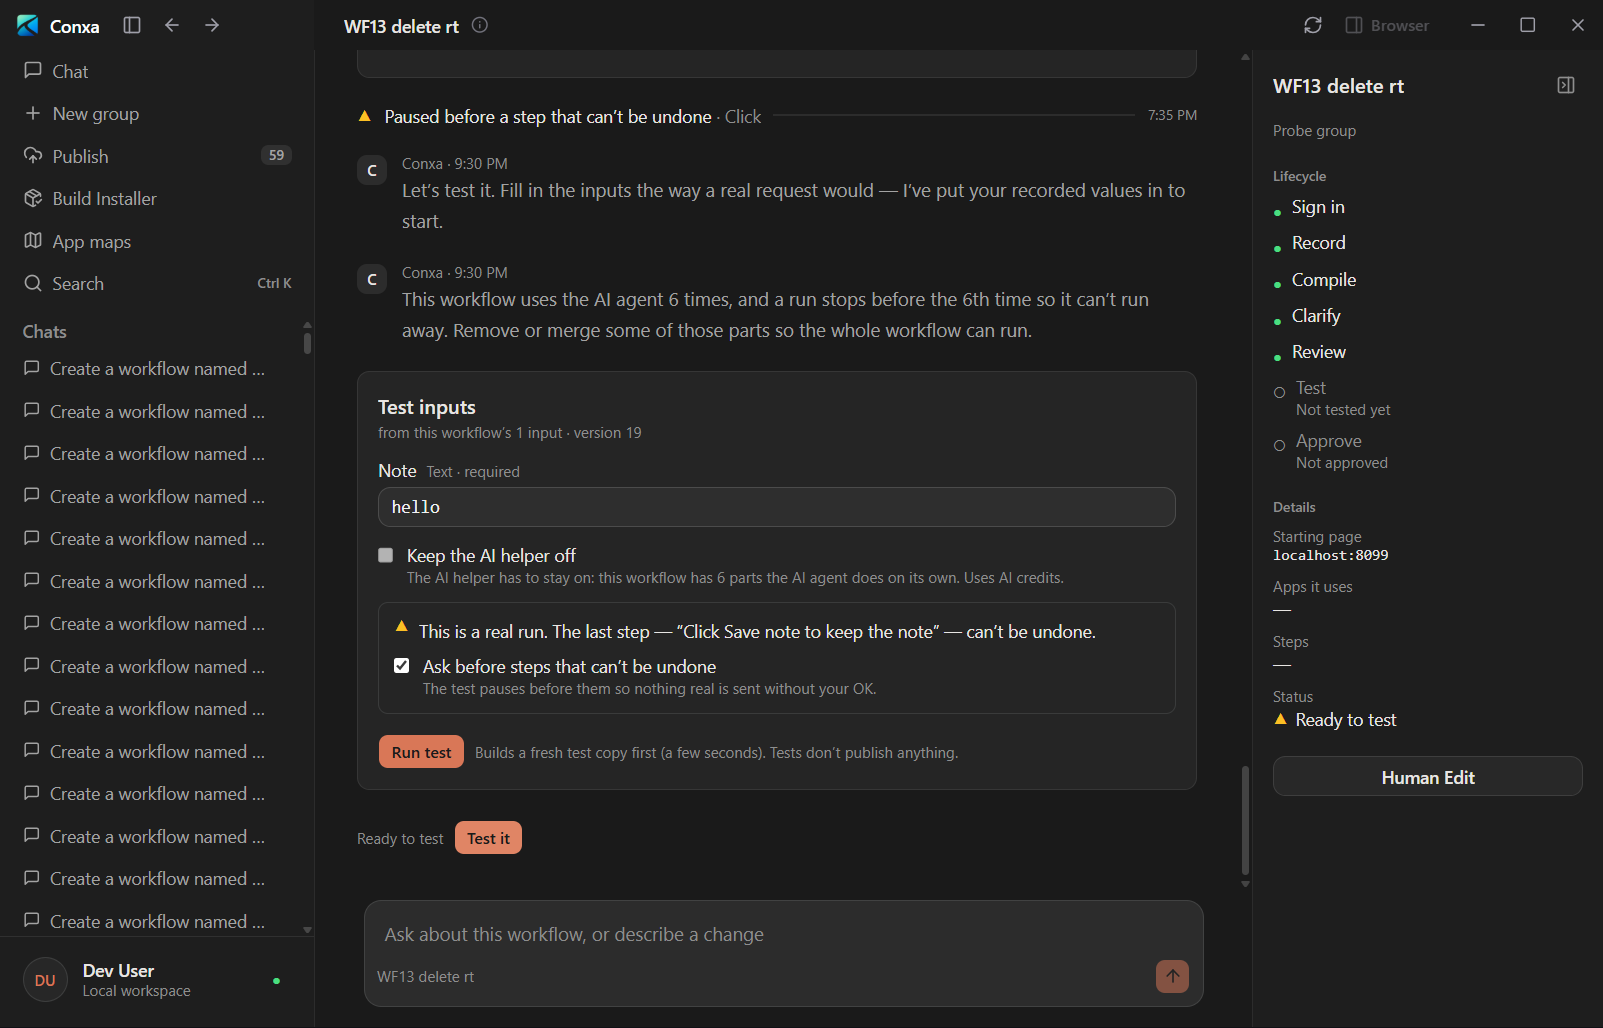 Conxa
Chat
New group
Publish 59
Build Installer
App maps
Search Ctrl K
Chats
Create a workflow named ...
Create a workflow named ...
Create a workflow named ...
Create a workflow named ...
Create a workflow named ...
Create a workflow named ...
Create a workflow named ...
Create a workflow named ...
Create a workflow named ...
Create a workflow named ...
Create a workflow named ...
Create a workflow named ...
Create a workflow named ...
Create a workflow named ...
DU
Dev User
Local workspace
WF13 delete rt
Browser
Paused before a step that can't be undone · Click 7:35 PM
C
Conxa · 9:30 PM
Let's test it. Fill in the inputs the way a real request would — I've put your recorded values in to
start.
C
Conxa · 9:30 PM
This workflow uses the AI agent 6 times, and a run stops before the 6th time so it can't run
away. Remove or merge some of those parts so the whole workflow can run.
Test inputs
from this workflow's 1 input · version 19
Note Text · required
hello
Keep the AI helper off
The AI helper has to stay on: this workflow has 6 parts the AI agent does on its own. Uses AI credits.
This is a real run. The last step — “Click Save note to keep the note” — can't be undone.
Ask before steps that can't be undone
The test pauses before them so nothing real is sent without your OK.
Run test Builds a fresh test copy first (a few seconds). Tests don't publish anything.
Ready to test Test it
Ask about this workflow, or describe a change
WF13 delete rt
WF13 delete rt
Probe group
Lifecycle
Sign in
Record
Compile
Clarify
Review
Test
Not tested yet
Approve
Not approved
Details
Starting page
localhost:8099
Apps it uses
—
Steps
—
Status
Ready to test
Human Edit